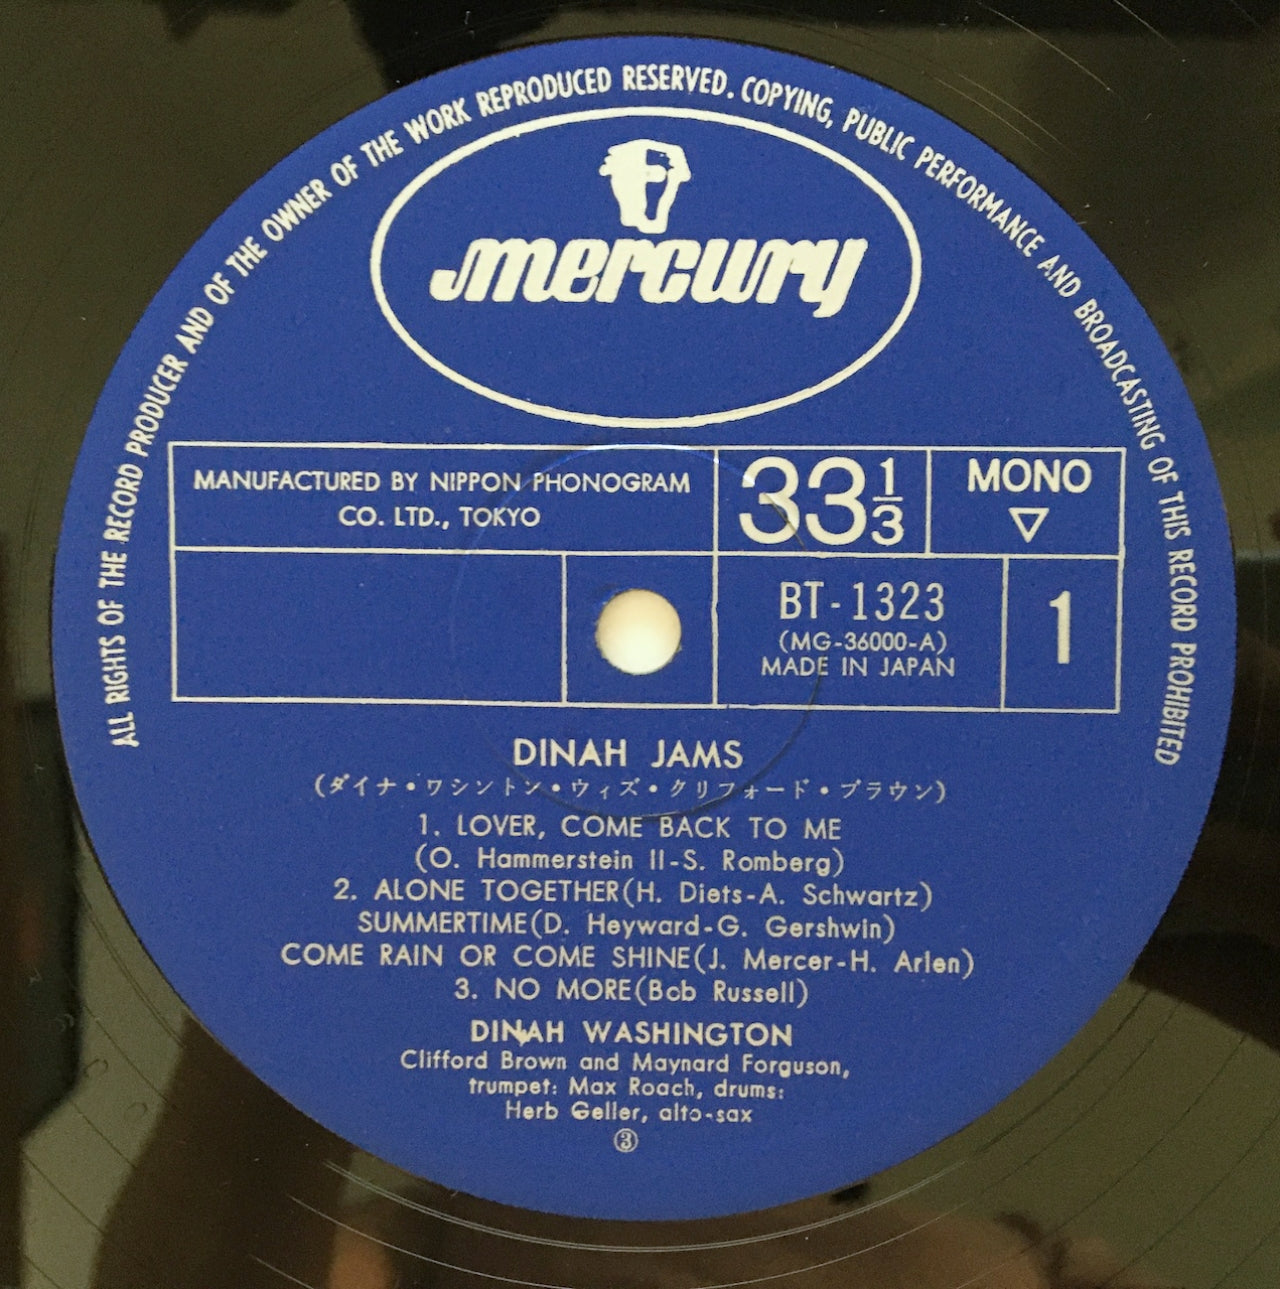 ALL RIGHTS OF THE RECORD PRODUCER AND OF THE OWNER OF THE WORK REPRODUCED RESERVED. COPYING, PUBLIC PERFORMANCE AND BROADCASTING OF THIS RECORD PROHIBITED
mercury
MANUFACTURED BY NIPPON PHONOGRAM
CO. LTD., TOKYO
33 1/3
MONO
▽
BT-1323
(MG-36000-A)
MADE IN JAPAN
1
DINAH JAMS
(ダイナ・ワシントン・ウィズ・クリフォード・ブラウン)
1. LOVER, COME BACK TO ME
(O. Hammerstein II-S. Romberg)
2. ALONE TOGETHER(H. Diets-A. Schwartz)
SUMMERTIME(D. Heyward-G. Gershwin)
COME RAIN OR COME SHINE(J. Mercer-H. Arlen)
3. NO MORE(Bob Russell)
DINAH WASHINGTON
Clifford Brown and Maynard Forguson,
trumpet: Max Roach, drums:
Herb Geller, alto-sax
③